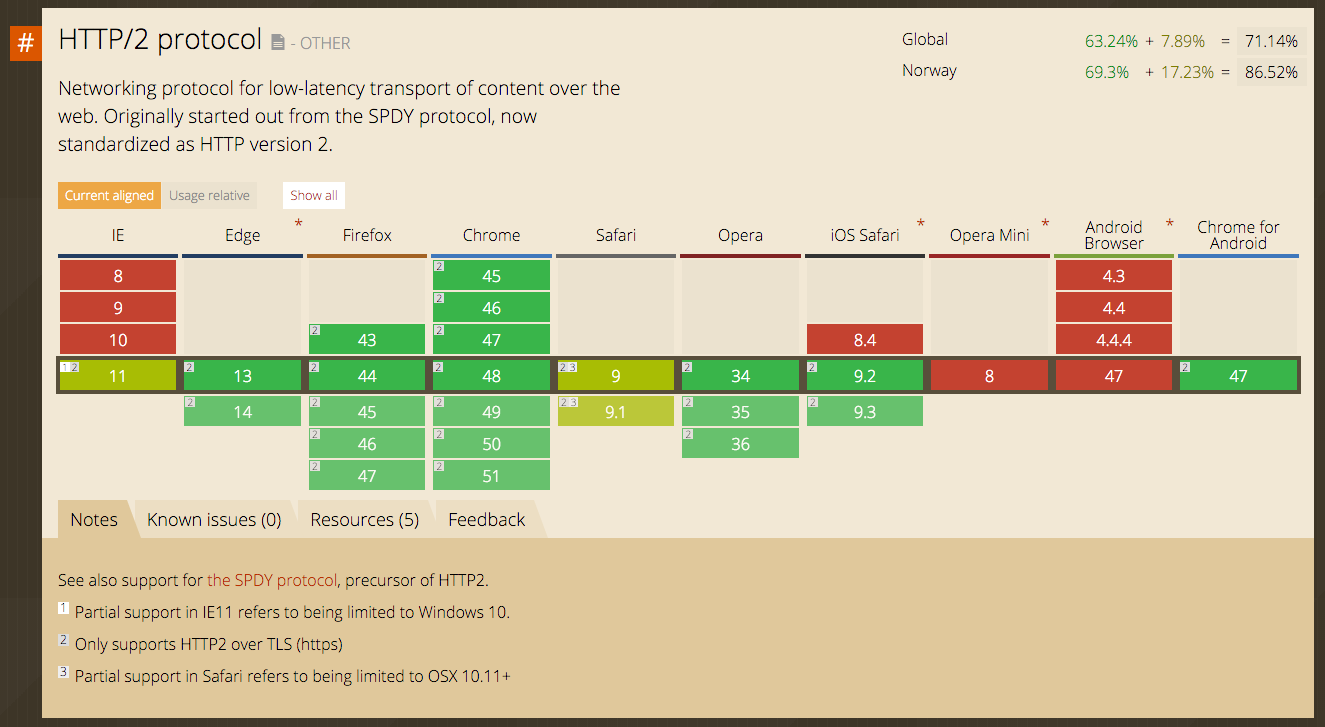 #
HTTP/2 protocol - OTHER
Global 63.24% + 7.89% = 71.14%
Norway 69.3% + 17.23% = 86.52%
Networking protocol for low-latency transport of content over the
web. Originally started out from the SPDY protocol, now
standardized as HTTP version 2.
Current aligned Usage relative Show all
IE Edge * Firefox Chrome Safari Opera iOS Safari * Opera Mini * Android Browser * Chrome for Android
8 2 45 4.3
9 2 46 4.4
10 2 43 2 47 8.4 4.4.4
1 2 11 2 13 2 44 2 48 2 3 9 2 34 2 9.2 8 47 2 47
2 14 2 45 2 49 2 3 9.1 2 35 2 9.3
2 46 2 50 2 36
2 47 2 51
Notes Known issues (0) Resources (5) Feedback
See also support for the SPDY protocol, precursor of HTTP2.
1 Partial support in IE11 refers to being limited to Windows 10.
2 Only supports HTTP2 over TLS (https)
3 Partial support in Safari refers to being limited to OSX 10.11+